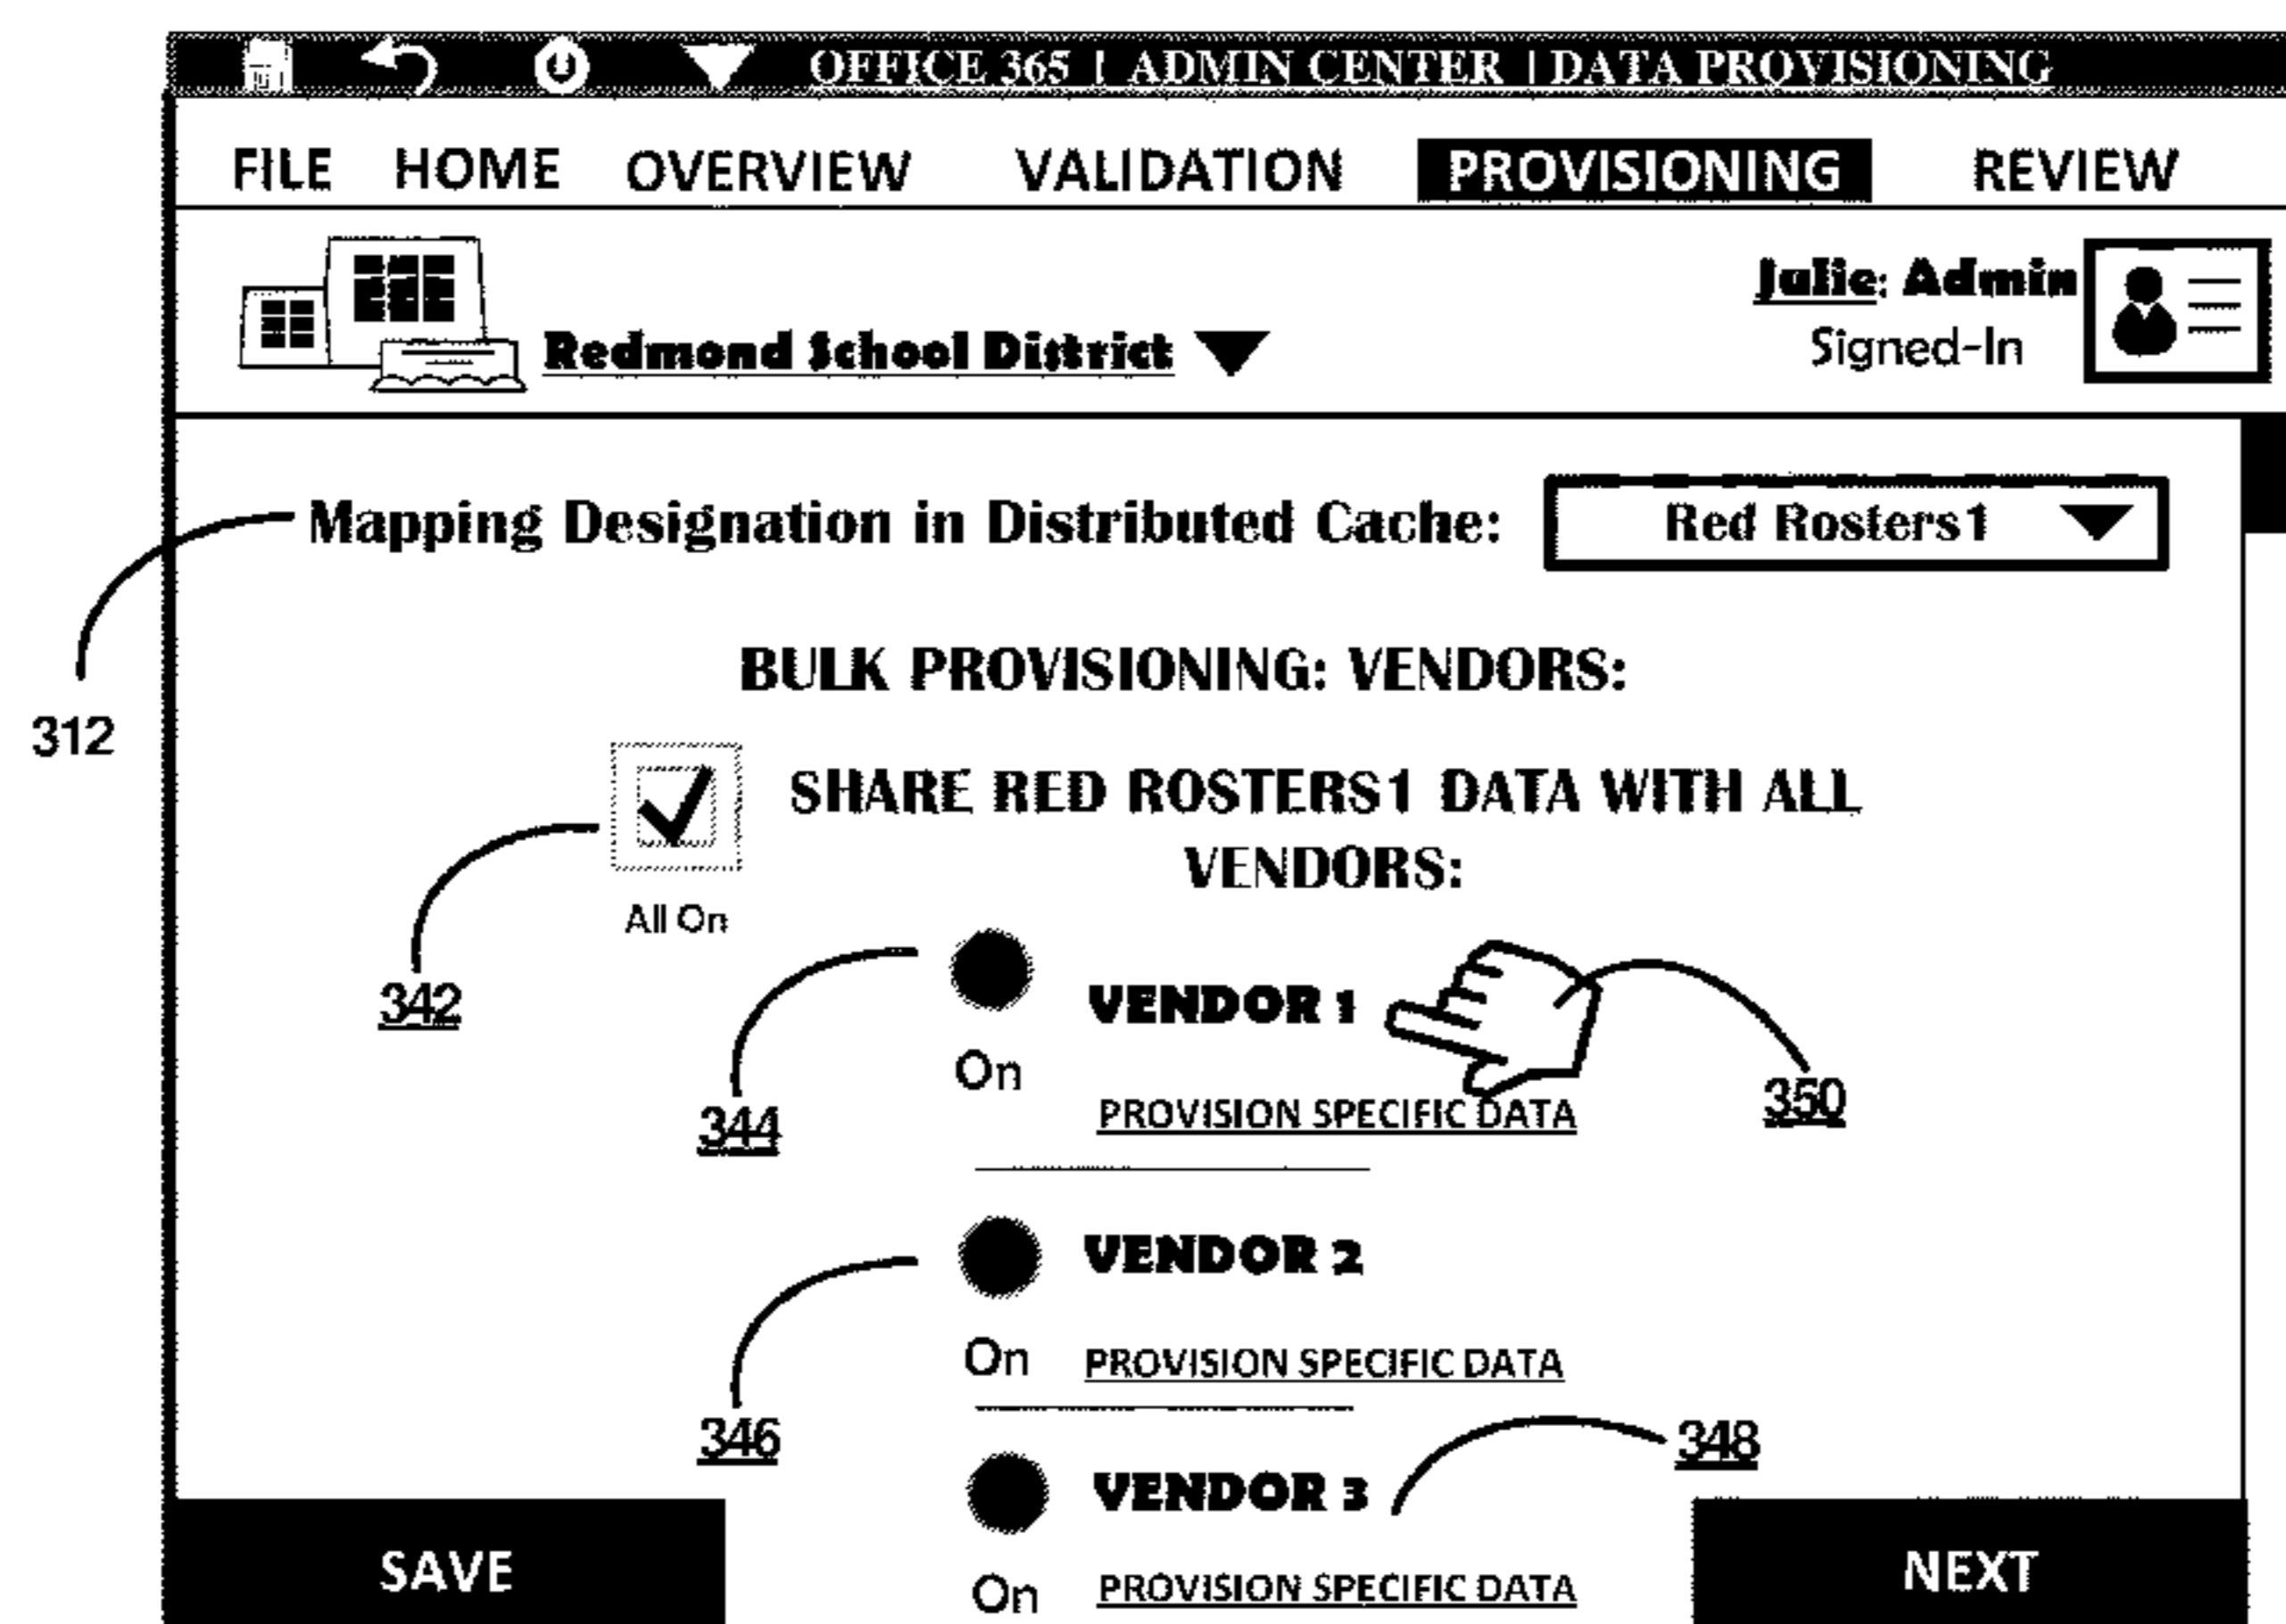 OFFICE 365 | ADMIN CENTER | DATA PROVISIONING
FILE HOME OVERVIEW VALIDATION PROVISIONING REVIEW
Julie: Admin
Signed-In
Redmond School District
Mapping Designation in Distributed Cache: Red Rosters1
312
BULK PROVISIONING: VENDORS:
SHARE RED ROSTERS1 DATA WITH ALL
VENDORS:
All On
342
VENDOR 1
On
344
350
PROVISION SPECIFIC DATA
VENDOR 2
On PROVISION SPECIFIC DATA
346
348
VENDOR 3
On PROVISION SPECIFIC DATA
SAVE
NEXT